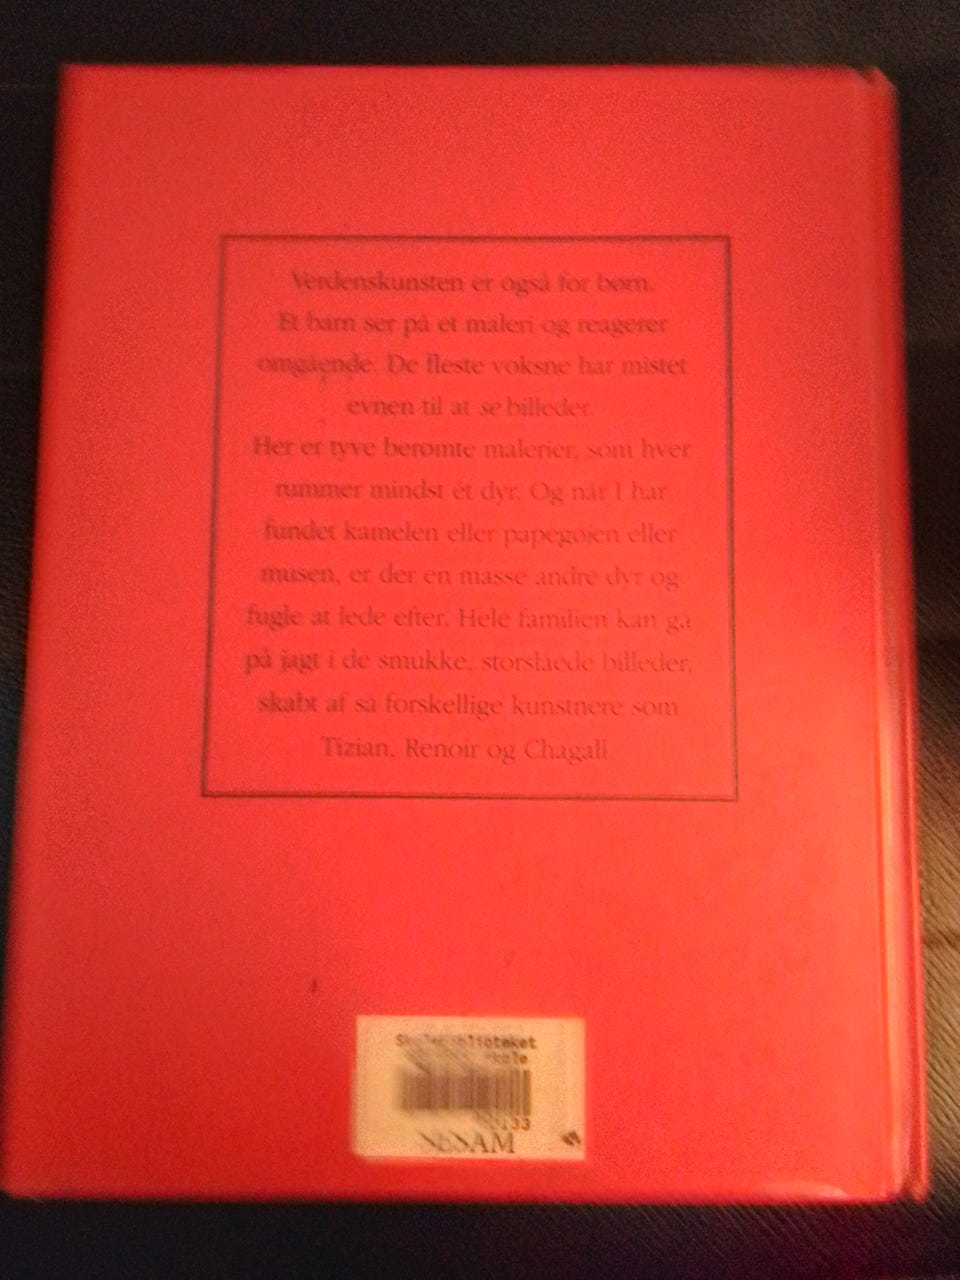 Verdenskunsten er også for børn.
Et barn ser på et maleri og reagerer
omgående. De fleste voksne har mistet
evnen til at se billeder.
Her er tyve berømte malerier, som hver
rummer mindst ét dyr. Og når I har
fundet kamelen eller papegøjen eller
musen, er der en masse andre dyr og
fugle at lede efter. Hele familien kan gå
på jagt i de smukke, storslåede billeder,
skabt af så forskellige kunstnere som
Tizian, Renoir og Chagall.
SESAM